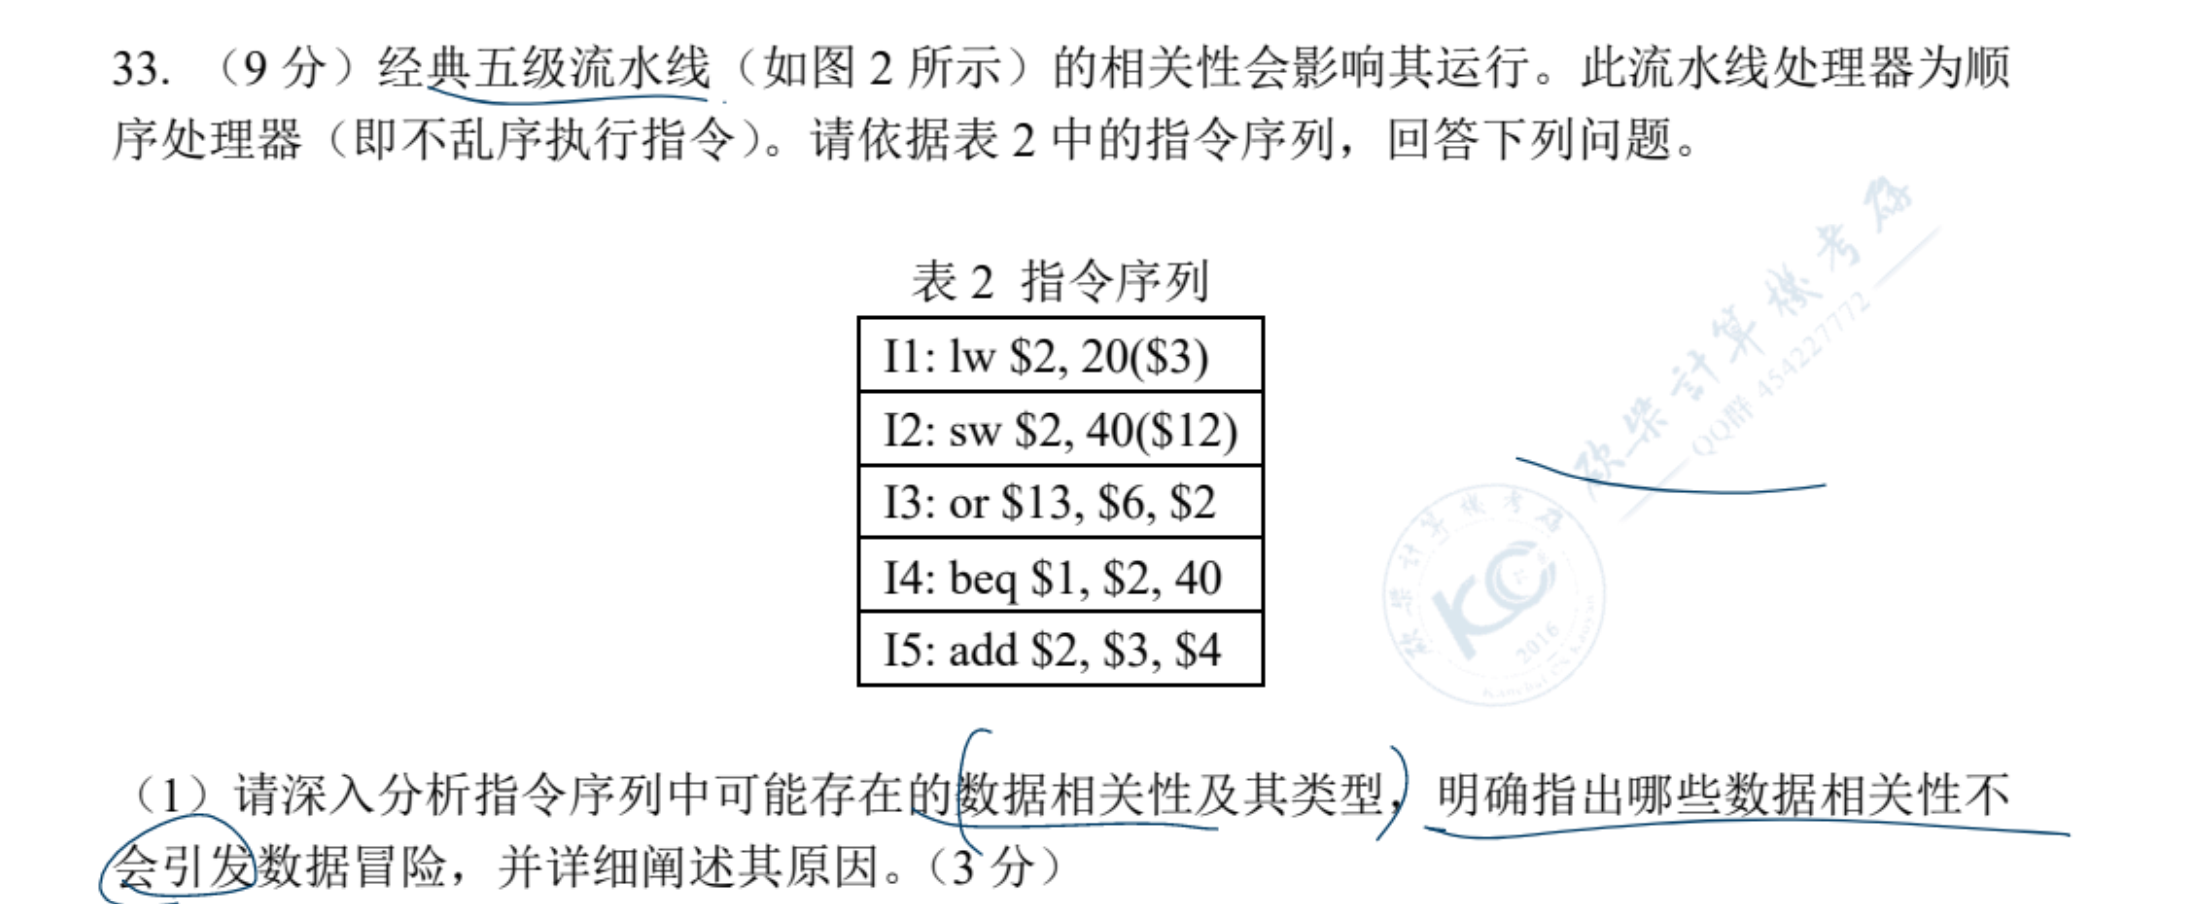 33. （9 分）经典五级流水线（如图 2 所示）的相关性会影响其运行。此流水线处理器为顺
序处理器（即不乱序执行指令）。请依据表 2 中的指令序列，回答下列问题。
表 2 指令序列
I1: lw $2, 20($3)
I2: sw $2, 40($12)
I3: or $13, $6, $2
I4: beq $1, $2, 40
I5: add $2, $3, $4
QQ群 454227772
KC
2016
（1）请深入分析指令序列中可能存在的数据相关性及其类型，明确指出哪些数据相关性不
会引发数据冒险，并详细阐述其原因。（3 分）